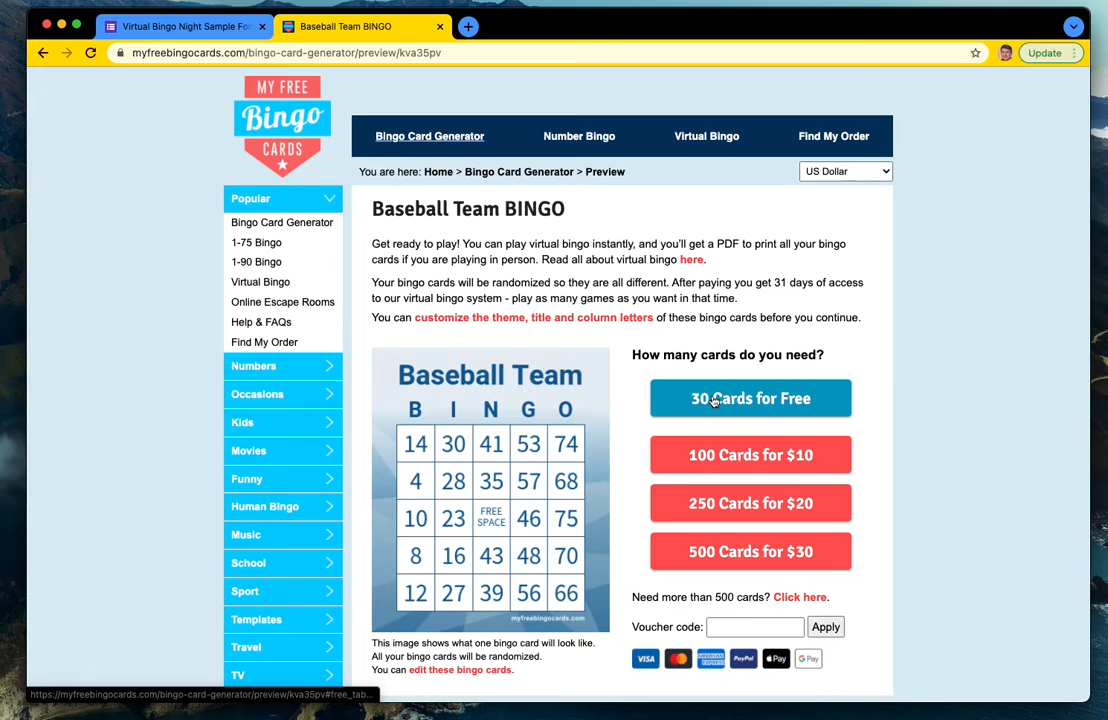 Virtual Bingo Night Sample For
Baseball Team BINGO
myfreebingocards.com/bingo-card-generator/preview/kva35pv
Update
MY FREE
Bingo
CARDS
Bingo Card Generator
Number Bingo
Virtual Bingo
Find My Order
You are here: Home > Bingo Card Generator > Preview
US Dollar
Popular
Bingo Card Generator
1-75 Bingo
1-90 Bingo
Virtual Bingo
Online Escape Rooms
Help & FAQs
Find My Order
Numbers
Occasions
Kids
Movies
Funny
Human Bingo
Music
School
Sport
Templates
Travel
TV
Baseball Team BINGO
Get ready to play! You can play virtual bingo instantly, and you'll get a PDF to print all your bingo
cards if you are playing in person. Read all about virtual bingo here.
Your bingo cards will be randomized so they are all different. After paying you get 31 days of access
to our virtual bingo system - play as many games as you want in that time.
You can customize the theme, title and column letters of these bingo cards before you continue.
Baseball Team
B I N G O
14 30 41 53 74
4 28 35 57 68
10 23 FREE SPACE 46 75
8 16 43 48 70
12 27 39 56 66
myfreebingocards.com
This image shows what one bingo card will look like.
All your bingo cards will be randomized.
You can edit these bingo cards.
How many cards do you need?
30 Cards for Free
100 Cards for $10
250 Cards for $20
500 Cards for $30
Need more than 500 cards? Click here.
Voucher code:
Apply
VISA
AMERICAN EXPRESS
PayPal
Pay
G Pay
https://myfreebingocards.com/bingo-card-generator/preview/kva35pv#free_tab...